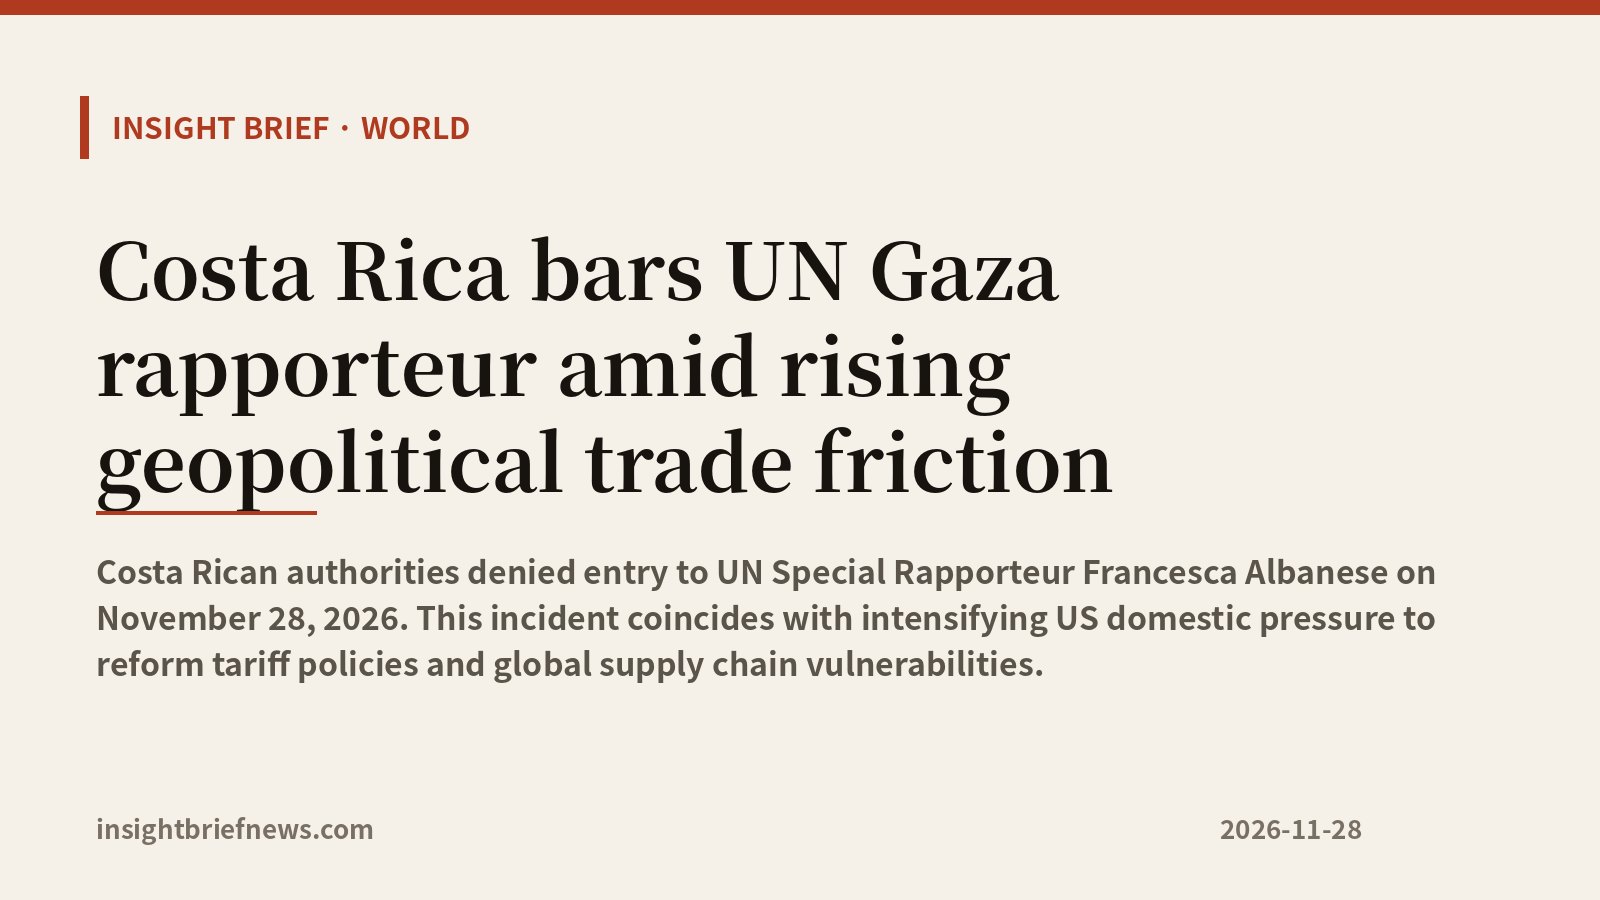 INSIGHT BRIEF · WORLD
Costa Rica bars UN Gaza
rapporteur amid rising
geopolitical trade friction
Costa Rican authorities denied entry to UN Special Rapporteur Francesca Albanese on
November 28, 2026. This incident coincides with intensifying US domestic pressure to
reform tariff policies and global supply chain vulnerabilities.
insightbriefnews.com
2026-11-28